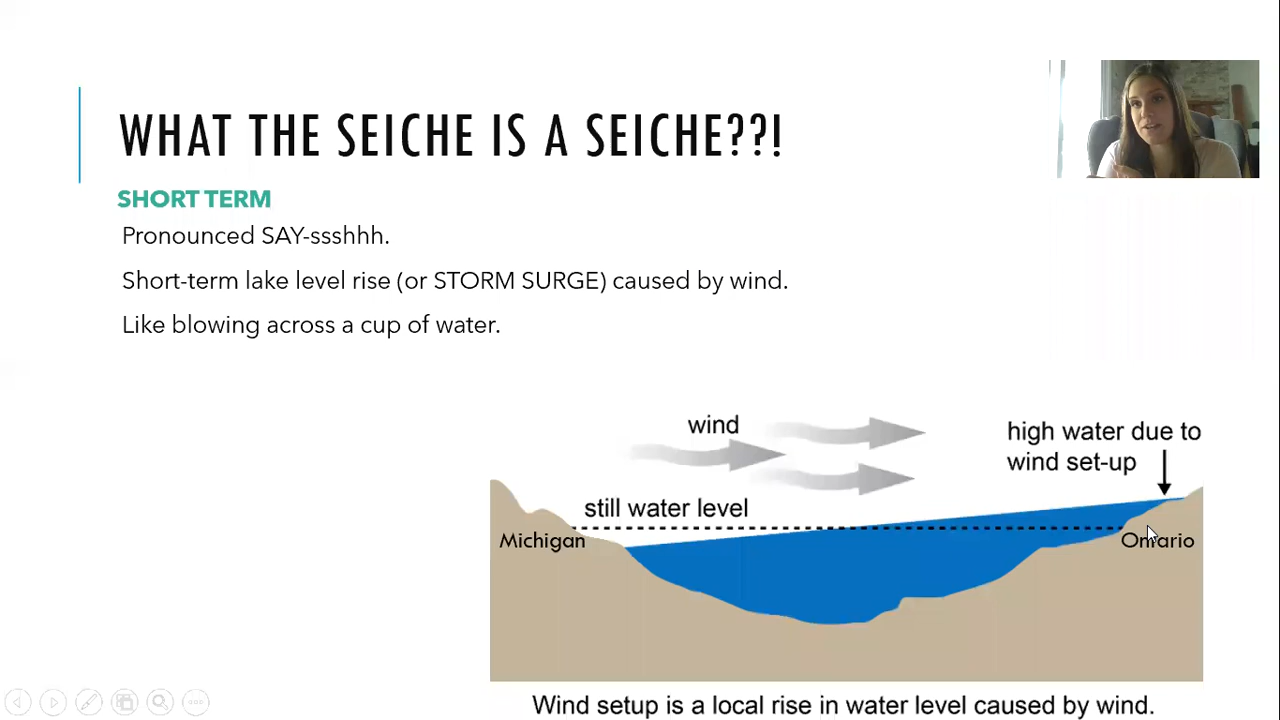 WHAT THE SEICHE IS A SEICHE??!
SHORT TERM
Pronounced SAY-ssshhh.
Short-term lake level rise (or STORM SURGE) caused by wind.
Like blowing across a cup of water.
wind
high water due to
wind set-up
still water level
Michigan
Ontario
Wind setup is a local rise in water level caused by wind.